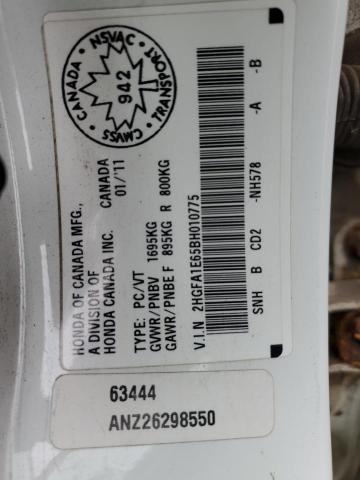 CANADA NSVAC TRANSPORT CMVSS
942
HONDA OF CANADA MFG.,
A DIVISION OF
HONDA CANADA INC.
CANADA
01/'11
TYPE: PC/VT
GVWR/PNBV 1695KG
GAWR/PNBE F 895KG R 800KG
V.I.N 2HGFA1E65BH010775
SNH B CD2 -NH578 -A -B
63444
ANZ26298550